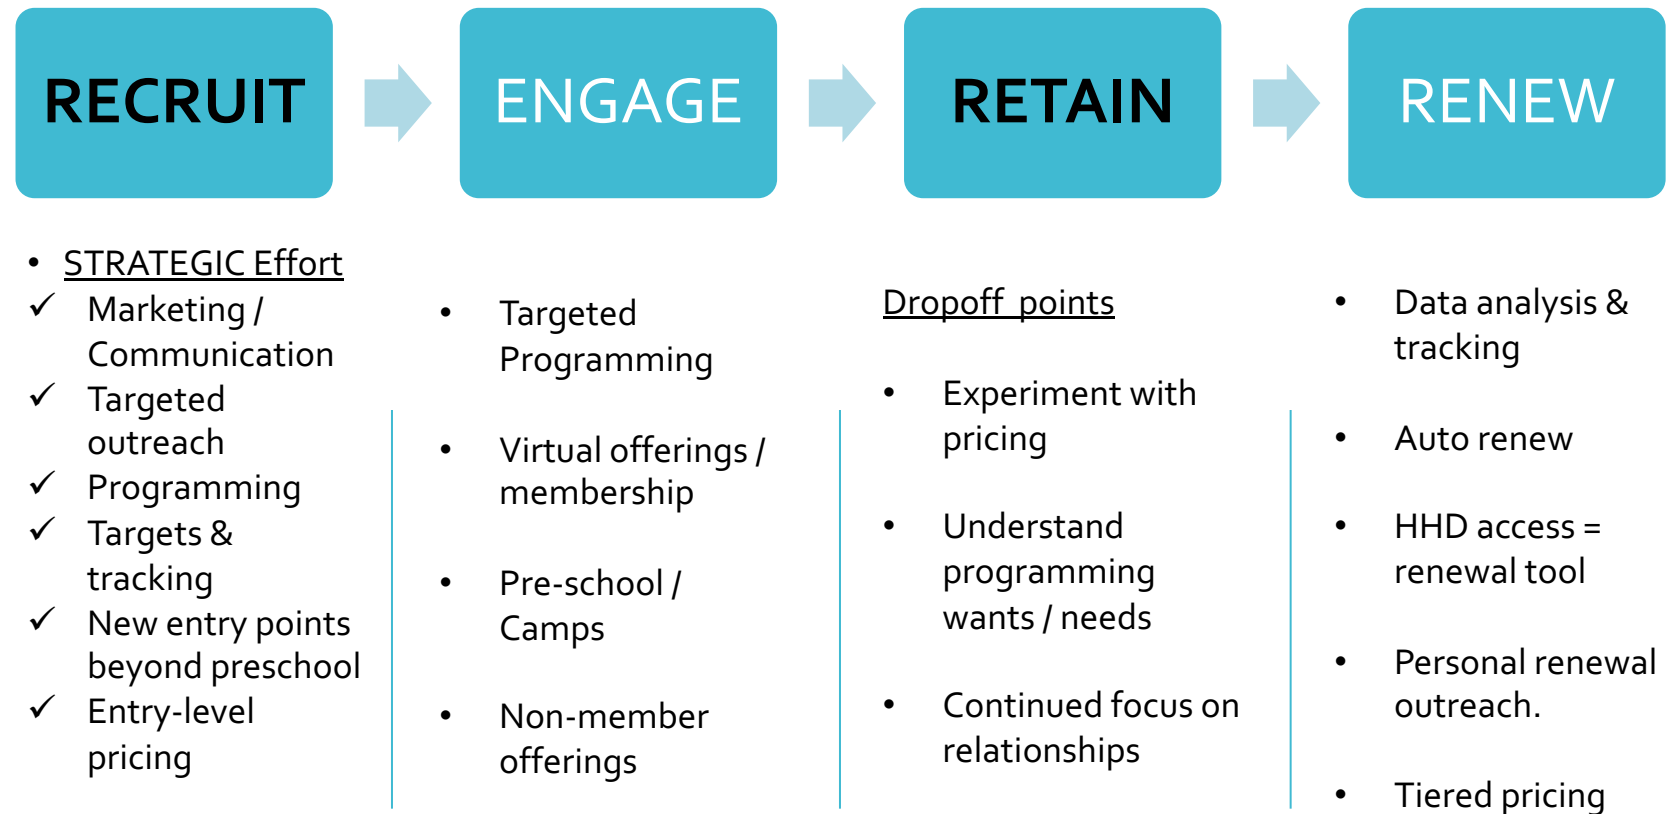 RECRUIT
ENGAGE
RETAIN
RENEW
• STRATEGIC Effort
✓ Marketing /
Communication
✓ Targeted
outreach
✓ Programming
✓ Targets &
tracking
✓ New entry points
beyond preschool
✓ Entry-level
pricing
• Targeted
Programming
• Virtual offerings /
membership
• Pre-school /
Camps
• Non-member
offerings
Dropoff points
• Experiment with
pricing
• Understand
programming
wants / needs
• Continued focus on
relationships
• Data analysis &
tracking
• Auto renew
• HHD access =
renewal tool
• Personal renewal
outreach.
• Tiered pricing